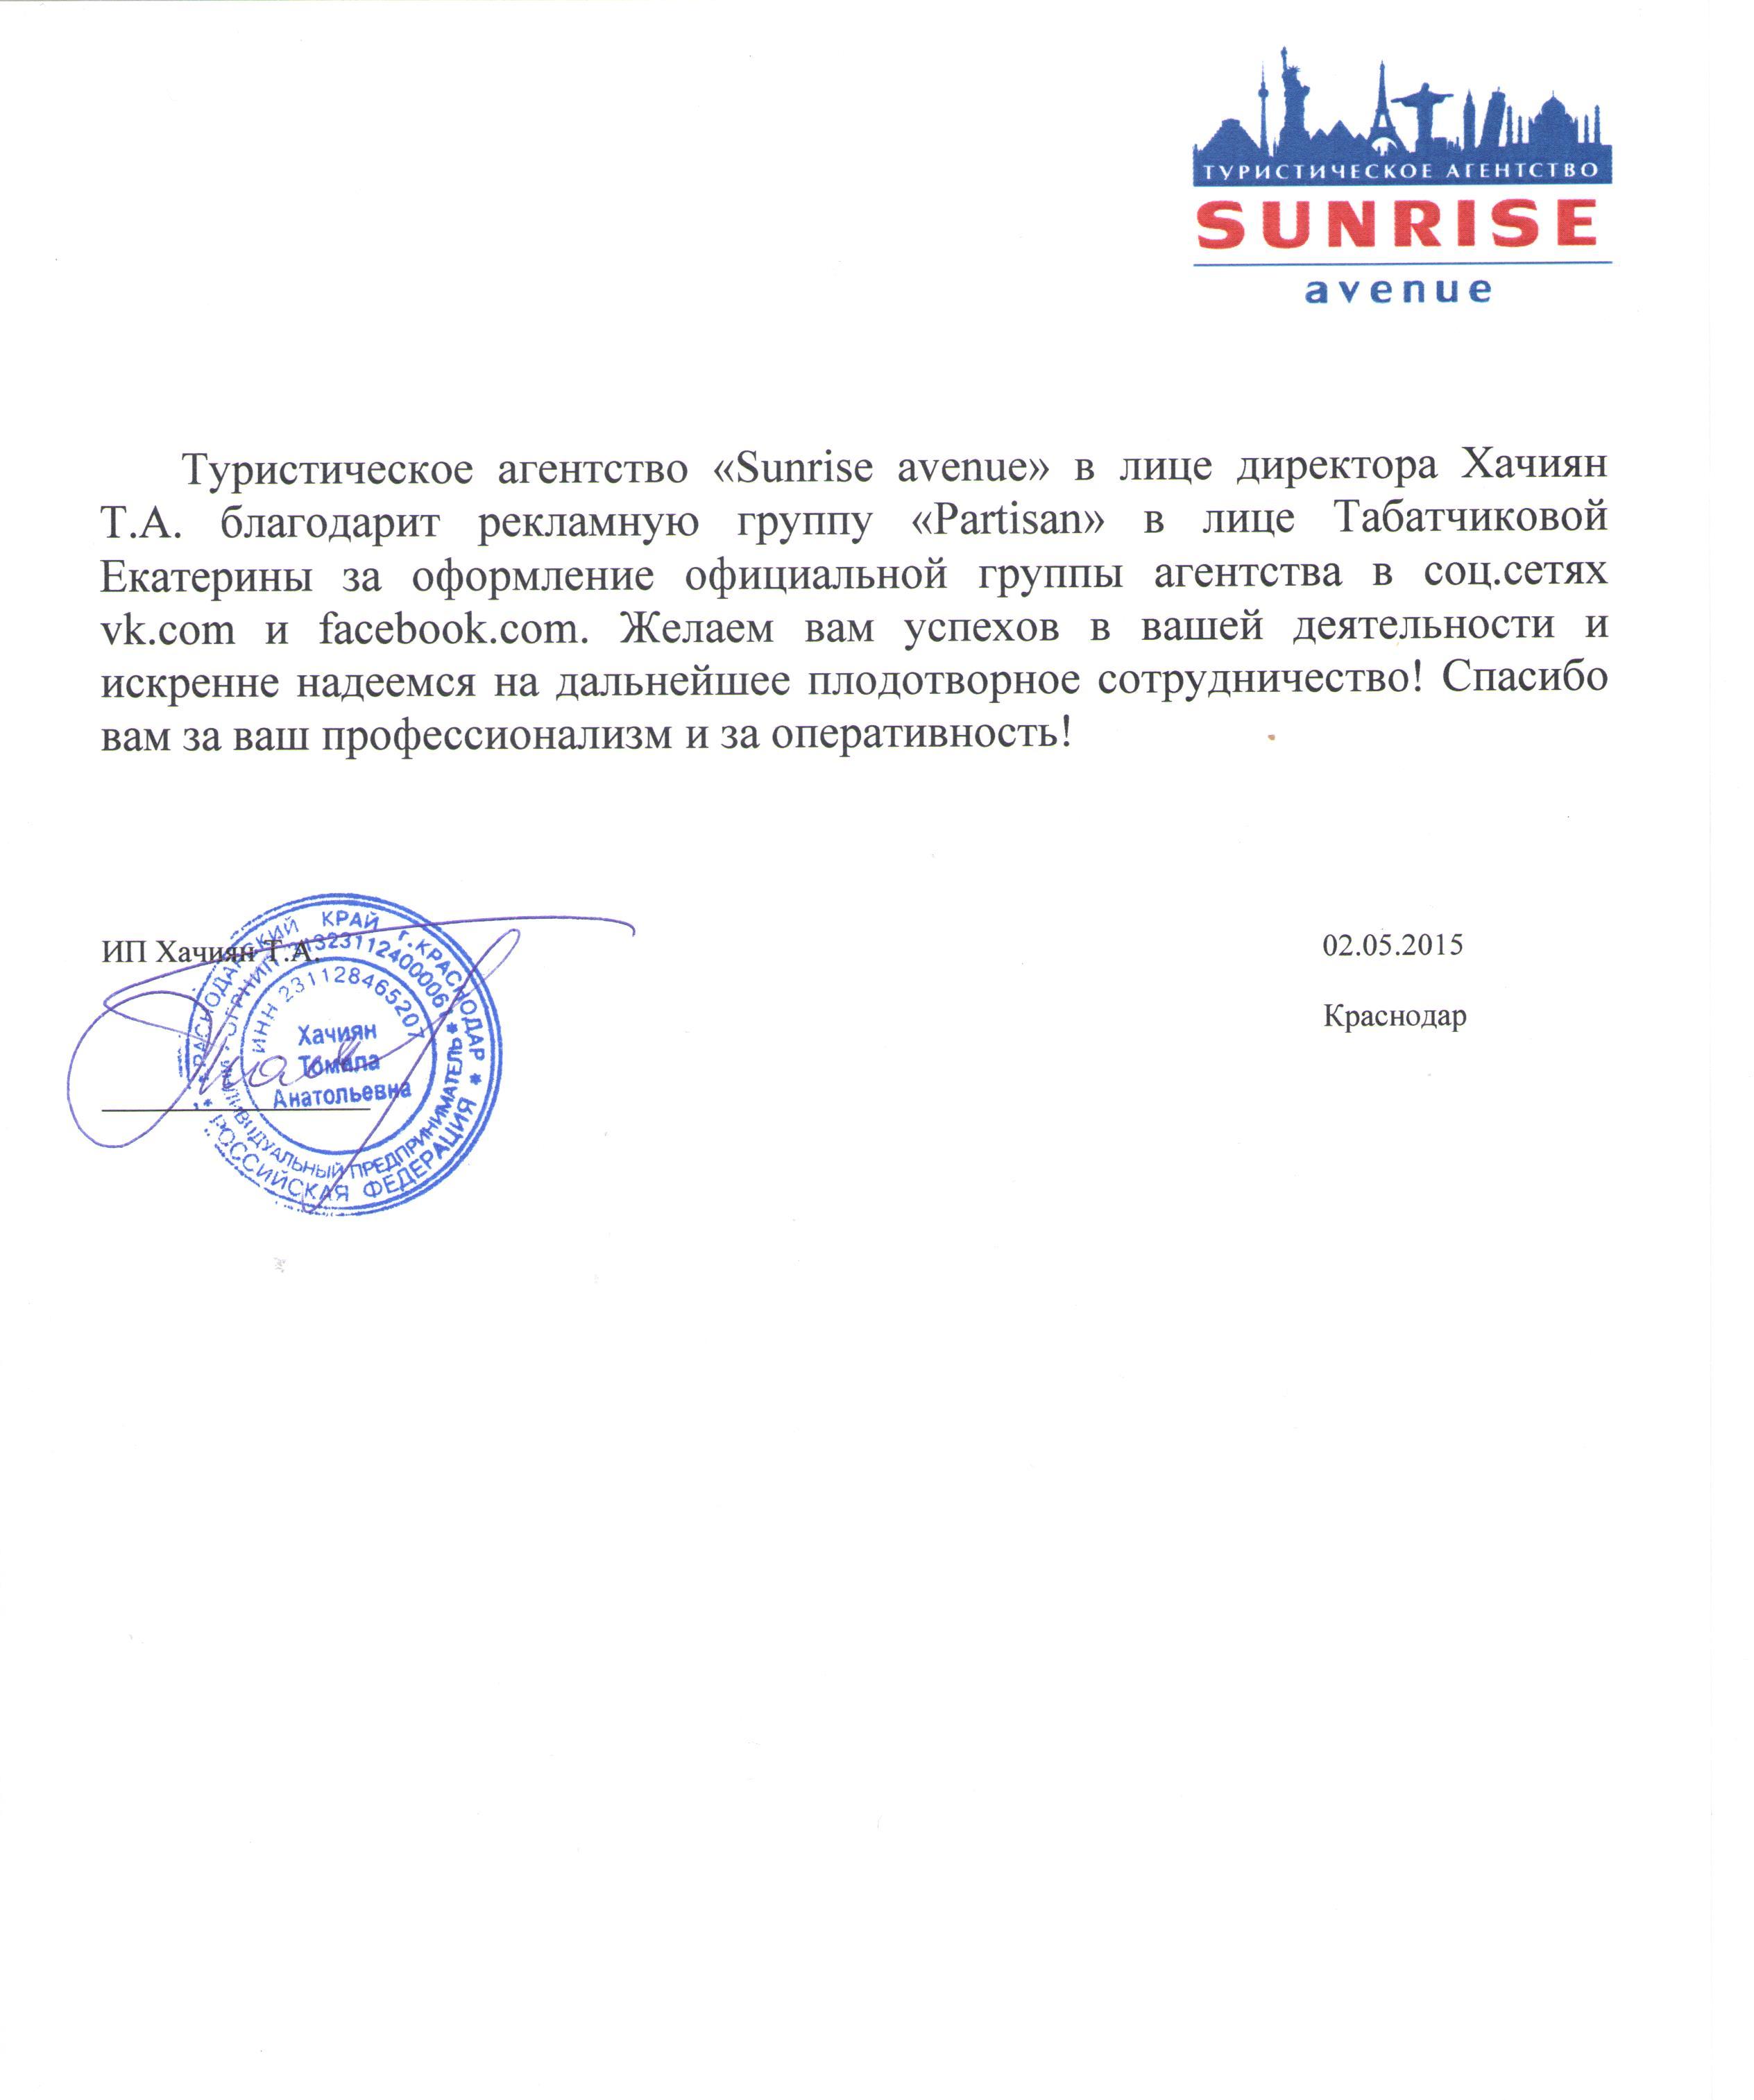 ТУРИСТИЧЕСКОЕ АГЕНТСТВО
SUNRISE
avenue
Туристическое агентство «Sunrise avenue» в лице директора Хачиян
Т.А. благодарит рекламную группу «Partisan» в лице Табатчиковой
Екатерины за оформление официальной группы агентства в соц.сетях
vk.com и facebook.com. Желаем вам успехов в вашей деятельности и
искренне надеемся на дальнейшее плодотворное сотрудничество! Спасибо
вам за ваш профессионализм и за оперативность!
ИП Хачиян Т.А.
02.05.2015
Краснодар
КРАСНОДАРСКИЙ КРАЙ г.КРАСНОДАР * РОССИЙСКАЯ ФЕДЕРАЦИЯ *
ИНДИВИДУАЛЬНЫЙ ПРЕДПРИНИМАТЕЛЬ *
ИНН 231128465207
Хачиян
Томила
Анатольевна